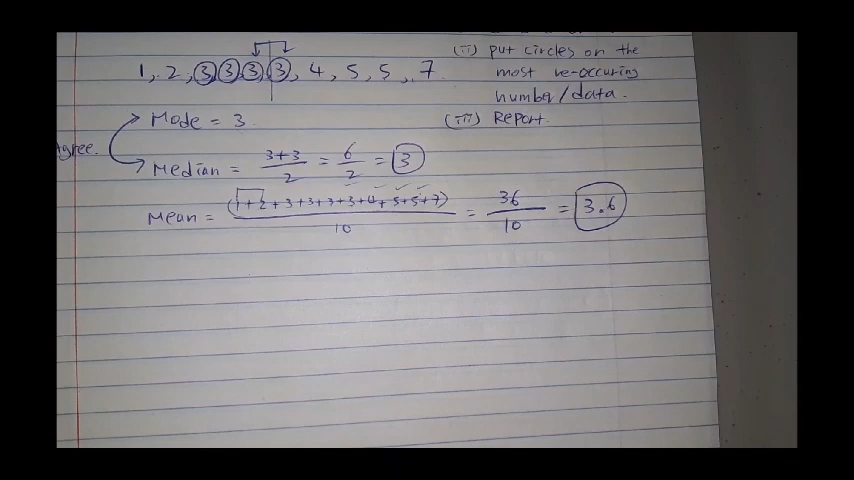 (ii) put circles on the
most re-occuring
number/data.
(iii) Report.
1, 2, 3 3 3 3, 4, 5 5, 7
Mode = 3
Agree.
Median = 3+3/2 = 6/2 = 3
Mean = (1+2+3+3+3+3+4+5+5+7)/10 = 36/10 = 3.6